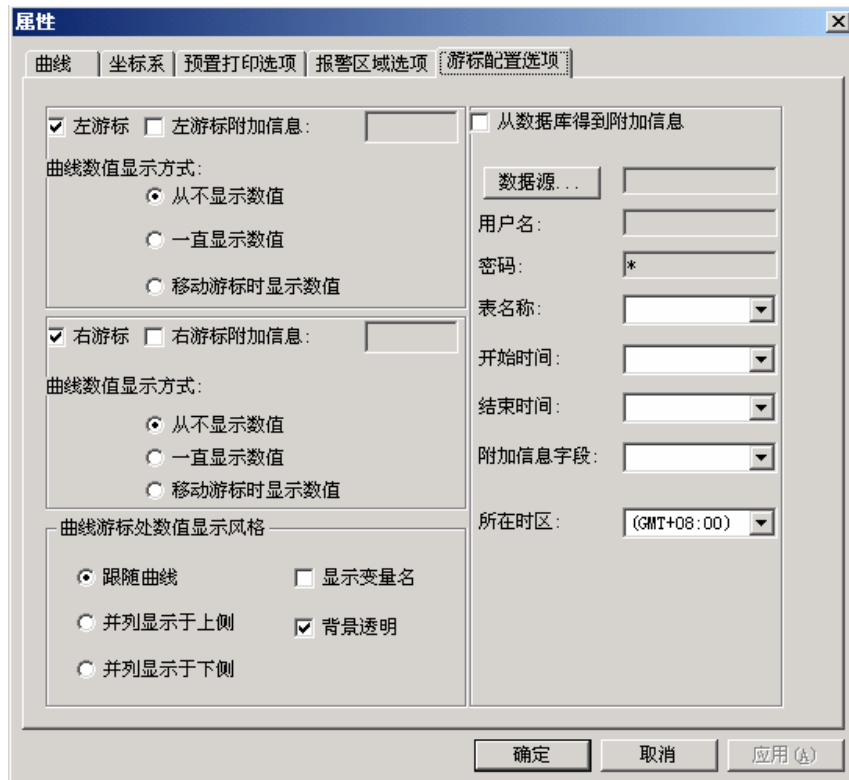 属性
曲线 坐标系 预置打印选项 报警区域选项 游标配置选项
左游标 左游标附加信息:
曲线数值显示方式:
从不显示数值
一直显示数值
移动游标时显示数值
右游标 右游标附加信息:
曲线数值显示方式:
从不显示数值
一直显示数值
移动游标时显示数值
曲线游标处数值显示风格
跟随曲线 显示变量名
并列显示于上侧 背景透明
并列显示于下侧
从数据库得到附加信息
数据源...
用户名:
密码: *
表名称:
开始时间:
结束时间:
附加信息字段:
所在时区: (GMT+08:00)
确定 取消 应用(A)